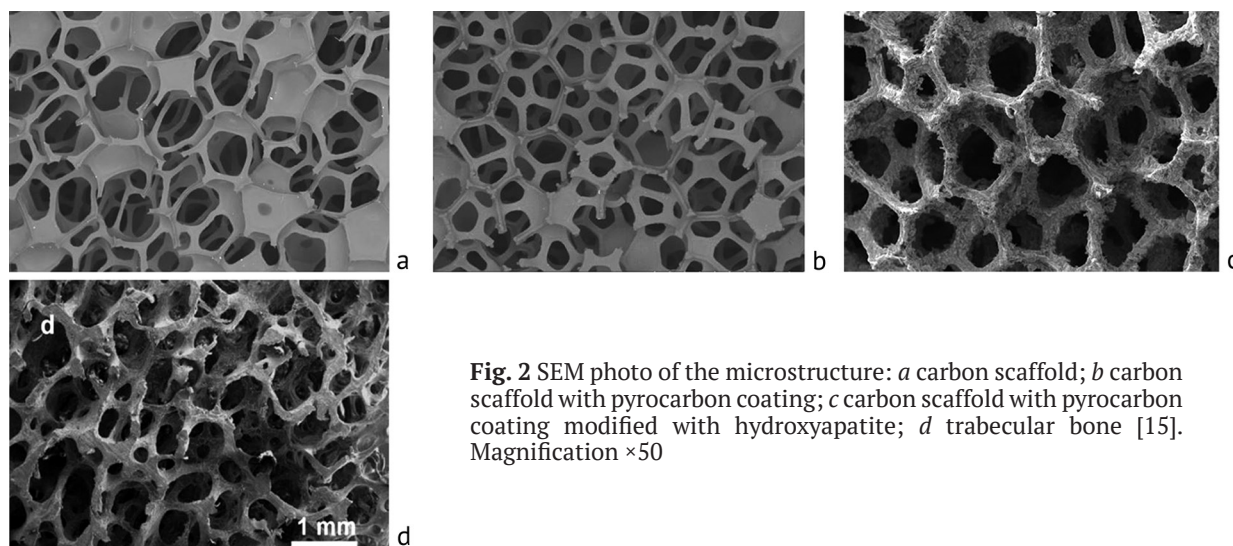 a
b
c
d
1 mm
d
Fig. 2 SEM photo of the microstructure: a carbon scaffold; b carbon
scaffold with pyrocarbon coating; c carbon scaffold with pyrocarbon
coating modified with hydroxyapatite; d trabecular bone [15].
Magnification ×50